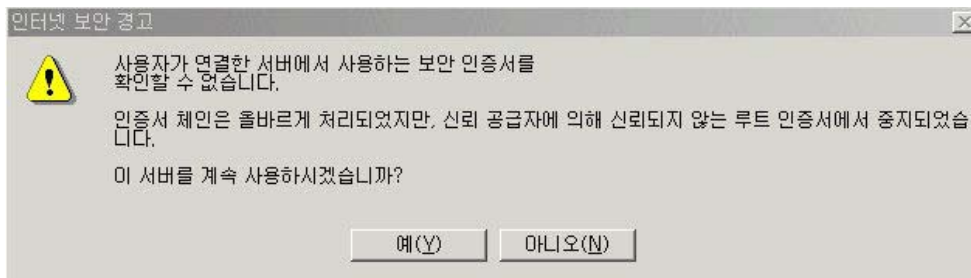 인터넷 보안 경고
사용자가 연결한 서버에서 사용하는 보안 인증서를
확인할 수 없습니다.
인증서 체인은 올바르게 처리되었지만, 신뢰 공급자에 의해 신뢰되지 않는 루트 인증서에서 중지되었습
니다.
이 서버를 계속 사용하시겠습니까?
예(Y) 아니오(N)